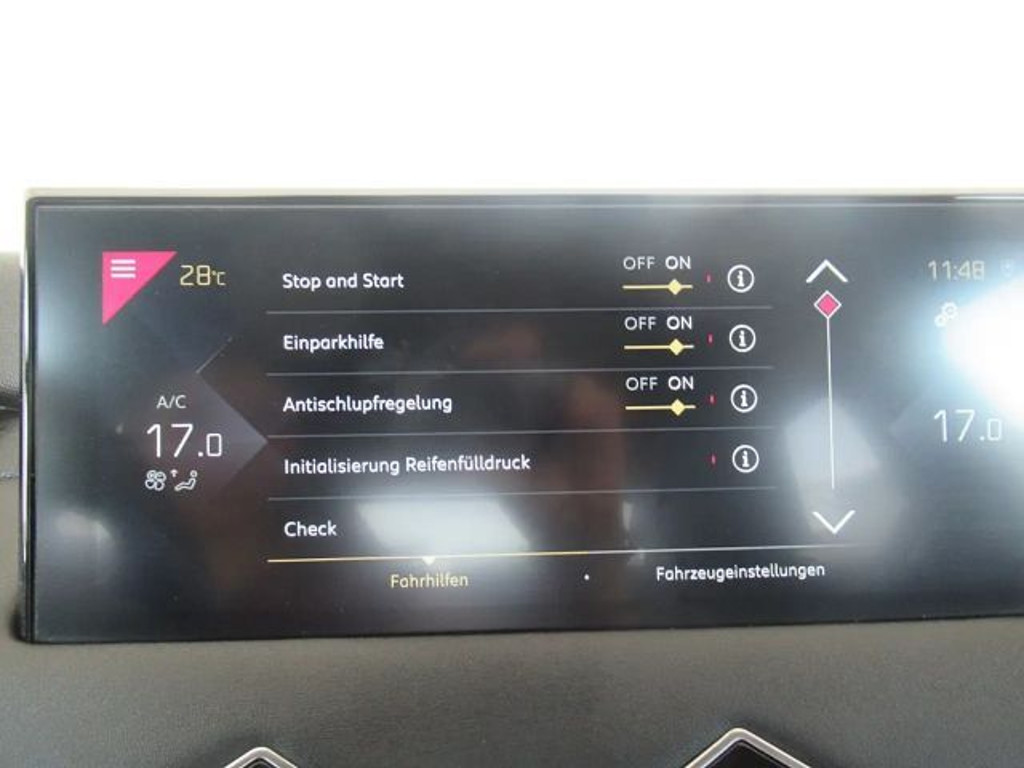 28°C
Stop and Start OFF ON
11:48
Einparkhilfe OFF ON
Antischlupfregelung OFF ON
A/C
17.0
17.0
Initialisierung Reifenfülldruck
Check
Fahrhilfen
Fahrzeugeinstellungen